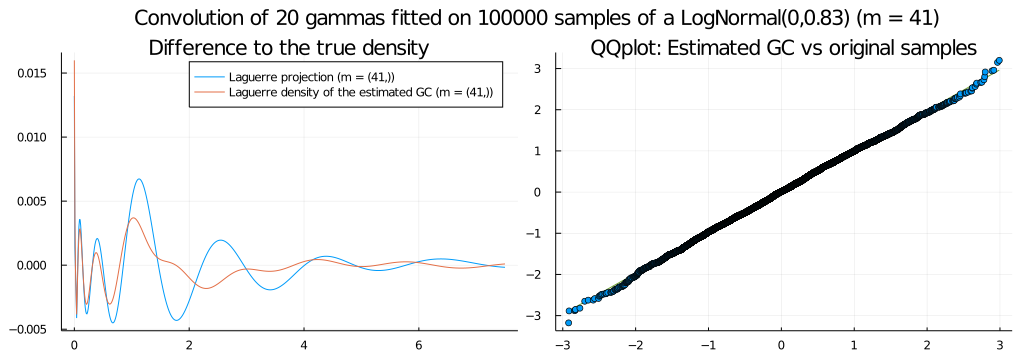 Convolution of 20 gammas fitted on 100000 samples of a LogNormal(0,0.83) (m = 41)
Difference to the true density
Laguerre projection (m = (41,))
Laguerre density of the estimated GC (m = (41,))
0.015
0.010
0.005
0.000
−0.005
0 2 4 6
QQplot: Estimated GC vs original samples
3
2
1
0
−1
−2
−3
−3 −2 −1 0 1 2 3